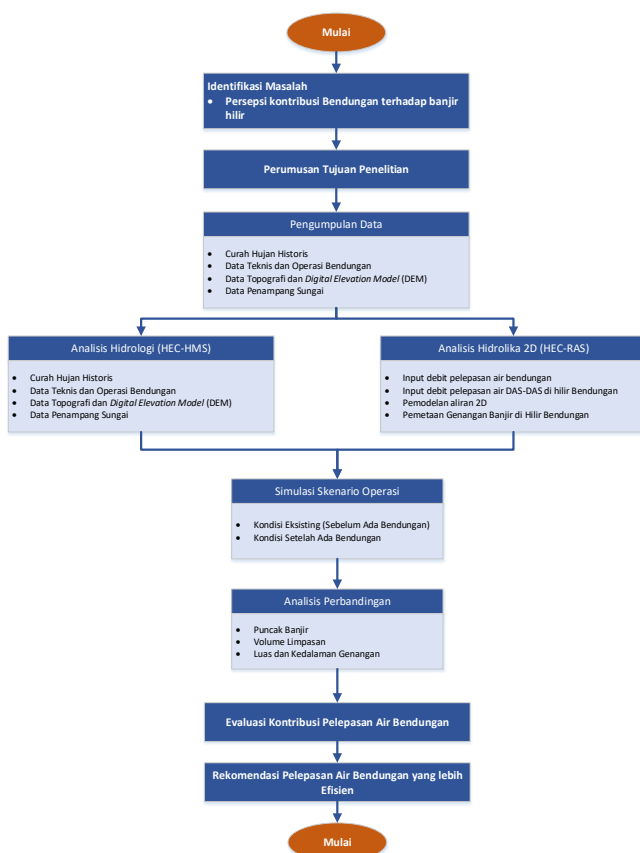 Mulai
Identifikasi Masalah
• Persepsi kontribusi Bendungan terhadap banjir
hilir
Perumusan Tujuan Penelitian
Pengumpulan Data
• Curah Hujan Historis
• Data Teknis dan Operasi Bendungan
• Data Topografi dan Digital Elevation Model (DEM)
• Data Penampang Sungai
Analisis Hidrologi (HEC-HMS)
• Curah Hujan Historis
• Data Teknis dan Operasi Bendungan
• Data Topografi dan Digital Elevation Model (DEM)
• Data Penampang Sungai
Analisis Hidrolika 2D (HEC-RAS)
• Input debit pelepasan air bendungan
• Input debit pelepasan air DAS-DAS di hilir Bendungan
• Pemodelan aliran 2D
• Pemetaan Genangan Banjir di Hilir Bendungan
Simulasi Skenario Operasi
• Kondisi Eksisting (Sebelum Ada Bendungan)
• Kondisi Setelah Ada Bendungan
Analisis Perbandingan
• Puncak Banjir
• Volume Limpasan
• Luas dan Kedalaman Genangan
Evaluasi Kontribusi Pelepasan Air Bendungan
Rekomendasi Pelepasan Air Bendungan yang lebih
Efisien
Mulai